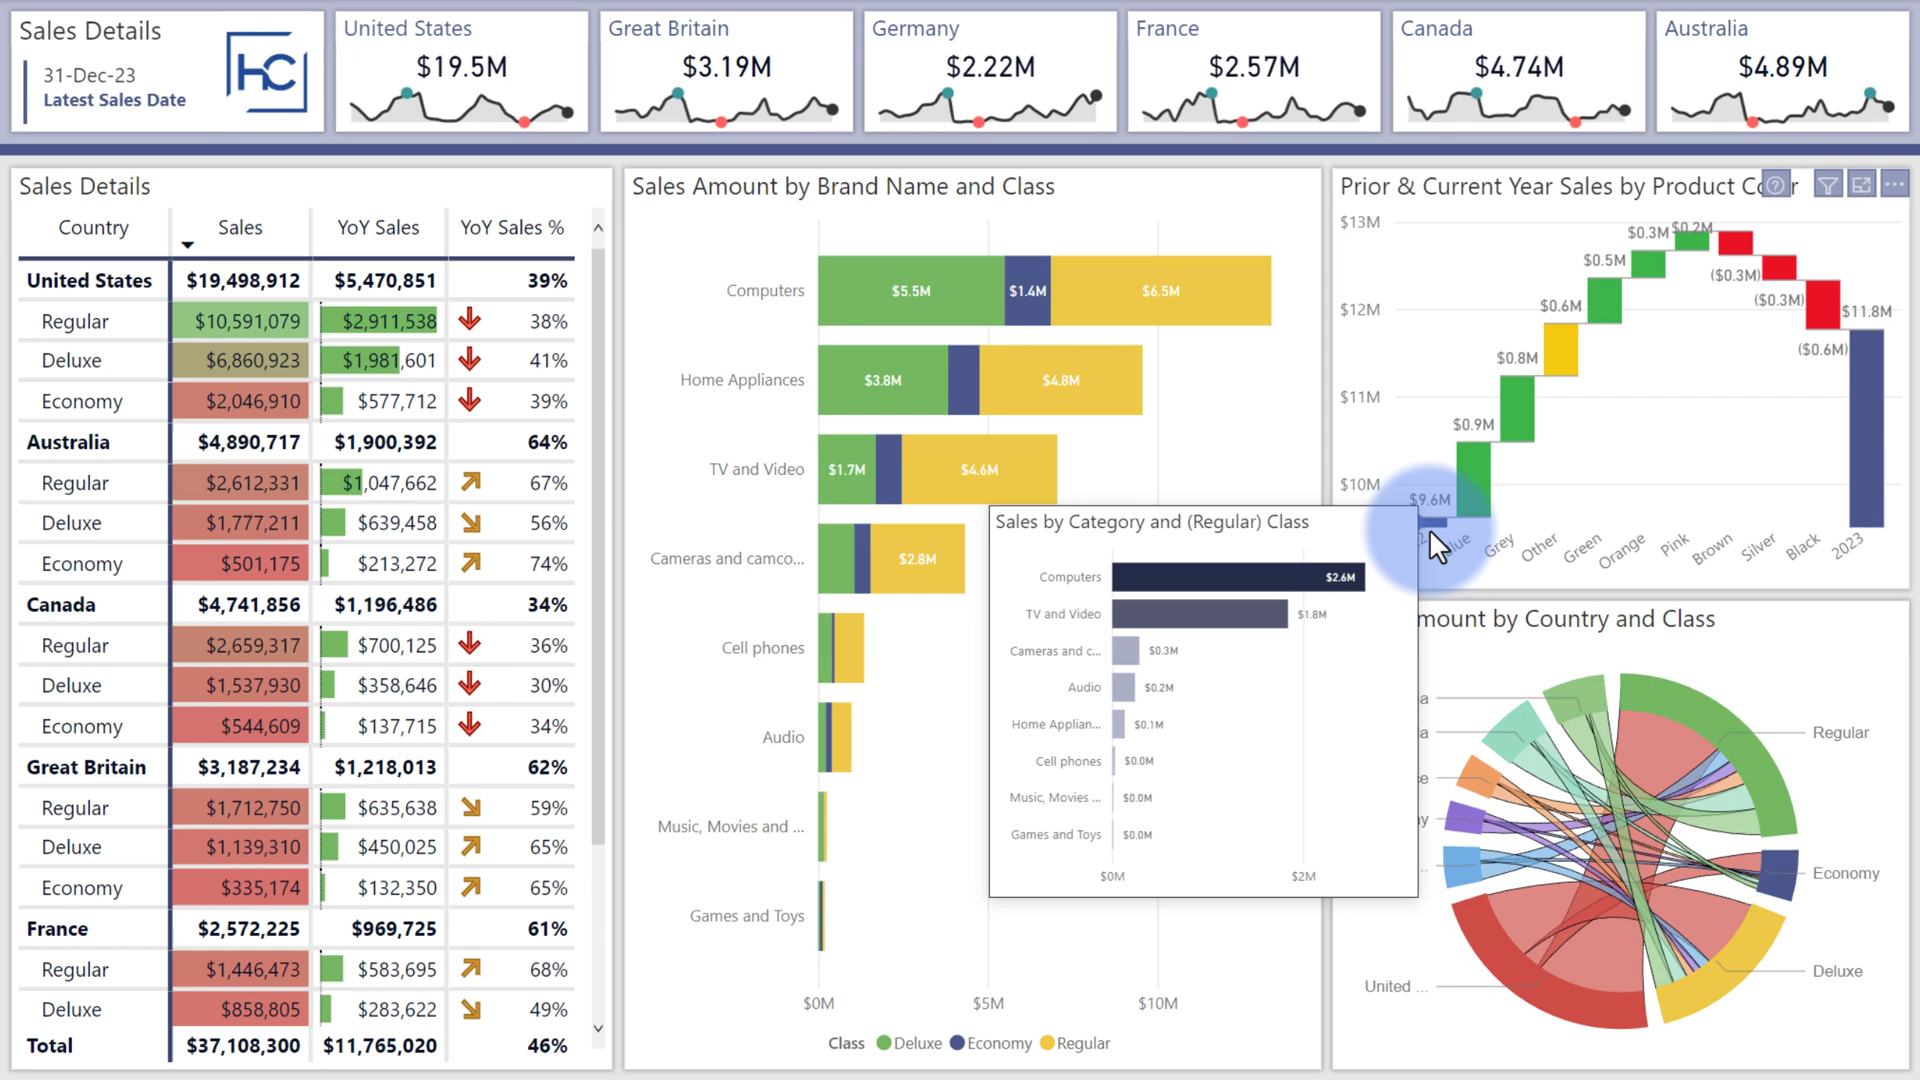 Sales Details
31-Dec-23
Latest Sales Date
HC
United States
$19.5M
Great Britain
$3.19M
Germany
$2.22M
France
$2.57M
Canada
$4.74M
Australia
$4.89M
Sales Details
Country Sales YoY Sales YoY Sales %
United States $19,498,912 $5,470,851 39%
Regular $10,591,079 $2,911,538 38%
Deluxe $6,860,923 $1,981,601 41%
Economy $2,046,910 $577,712 39%
Australia $4,890,717 $1,900,392 64%
Regular $2,612,331 $1,047,662 67%
Deluxe $1,777,211 $639,458 56%
Economy $501,175 $213,272 74%
Canada $4,741,856 $1,196,486 34%
Regular $2,659,317 $700,125 36%
Deluxe $1,537,930 $358,646 30%
Economy $544,609 $137,715 34%
Great Britain $3,187,234 $1,218,013 62%
Regular $1,712,750 $635,638 59%
Deluxe $1,139,310 $450,025 65%
Economy $335,174 $132,350 65%
France $2,572,225 $969,725 61%
Regular $1,446,473 $583,695 68%
Deluxe $858,805 $283,622 49%
Total $37,108,300 $11,765,020 46%
Sales Amount by Brand Name and Class
Computers $5.5M $1.4M $6.5M
Home Appliances $3.8M $4.8M
TV and Video $1.7M $4.6M
Cameras and camco... $2.8M
Cell phones
Audio
Music, Movies and ...
Games and Toys
$0M $5M $10M
Class Deluxe Economy Regular
Sales by Category and (Regular) Class
Computers $2.6M
TV and Video $1.8M
Cameras and c... $0.3M
Audio $0.2M
Home Applian... $0.1M
Cell phones $0.0M
Music, Movies ... $0.0M
Games and Toys $0.0M
$0M $2M
Prior & Current Year Sales by Product
$13M
$12M
$11M
$10M
$9.6M
$0.9M
$0.8M
$0.6M
$0.5M
$0.3M
$0.2M
($0.3M)
($0.3M)
($0.6M)
$11.8M
Grey Other Green Orange Pink Brown Silver Black 2023
mount by Country and Class
Regular
Economy
Deluxe
United ...